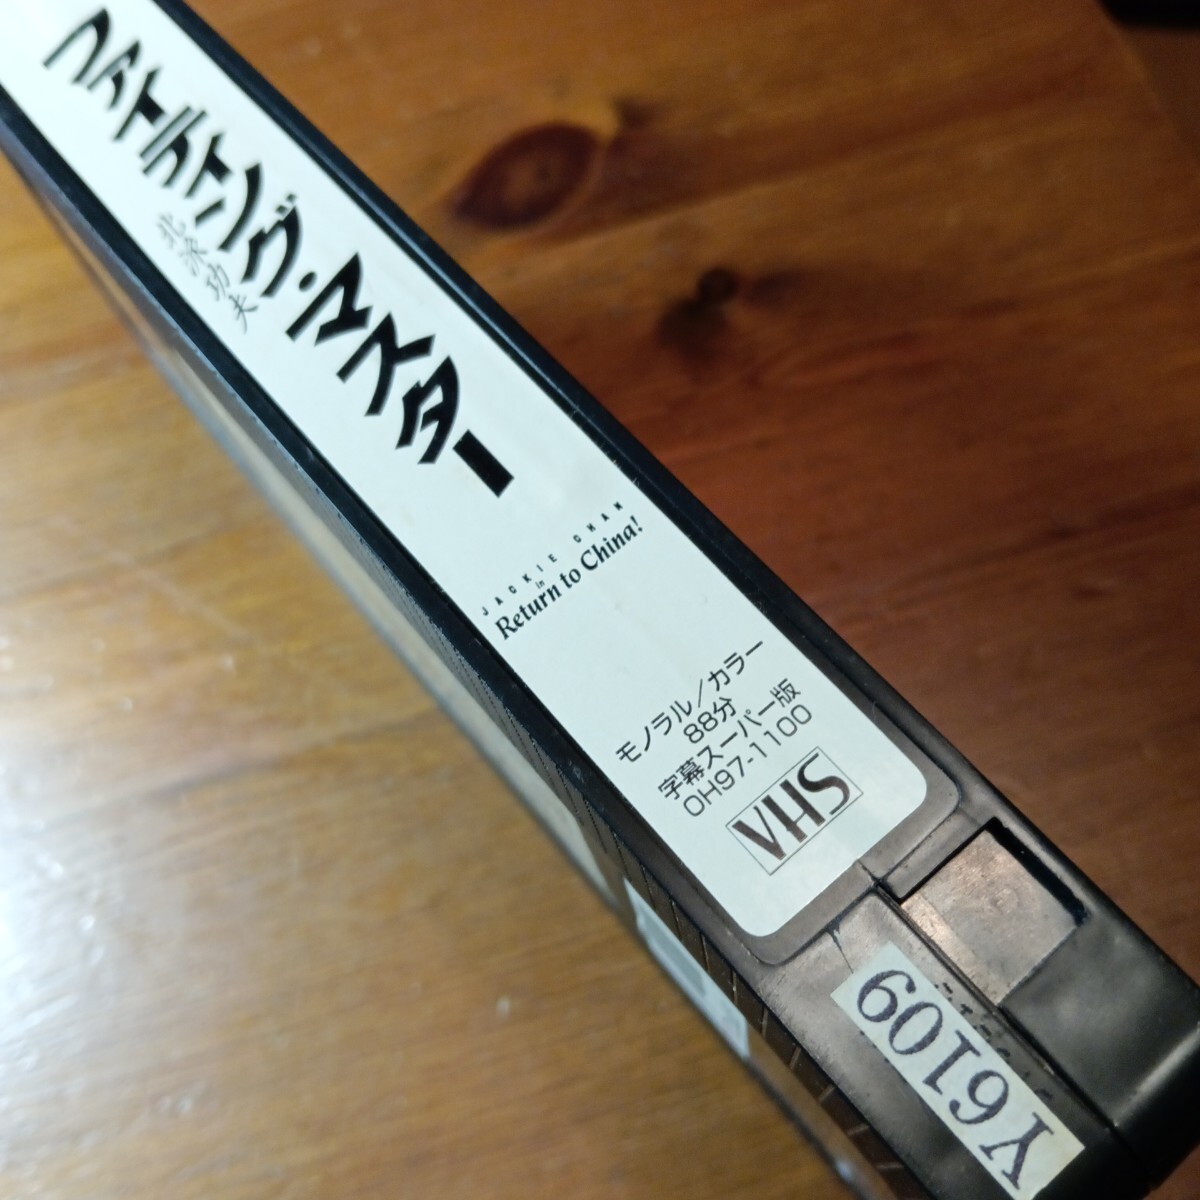 ファイティング・マスター
北派功夫
JACKIE CHAN
in
Return to China!
モノラル／カラー
88分
字幕スーパー版
OH97-1100
VHS
Y6109